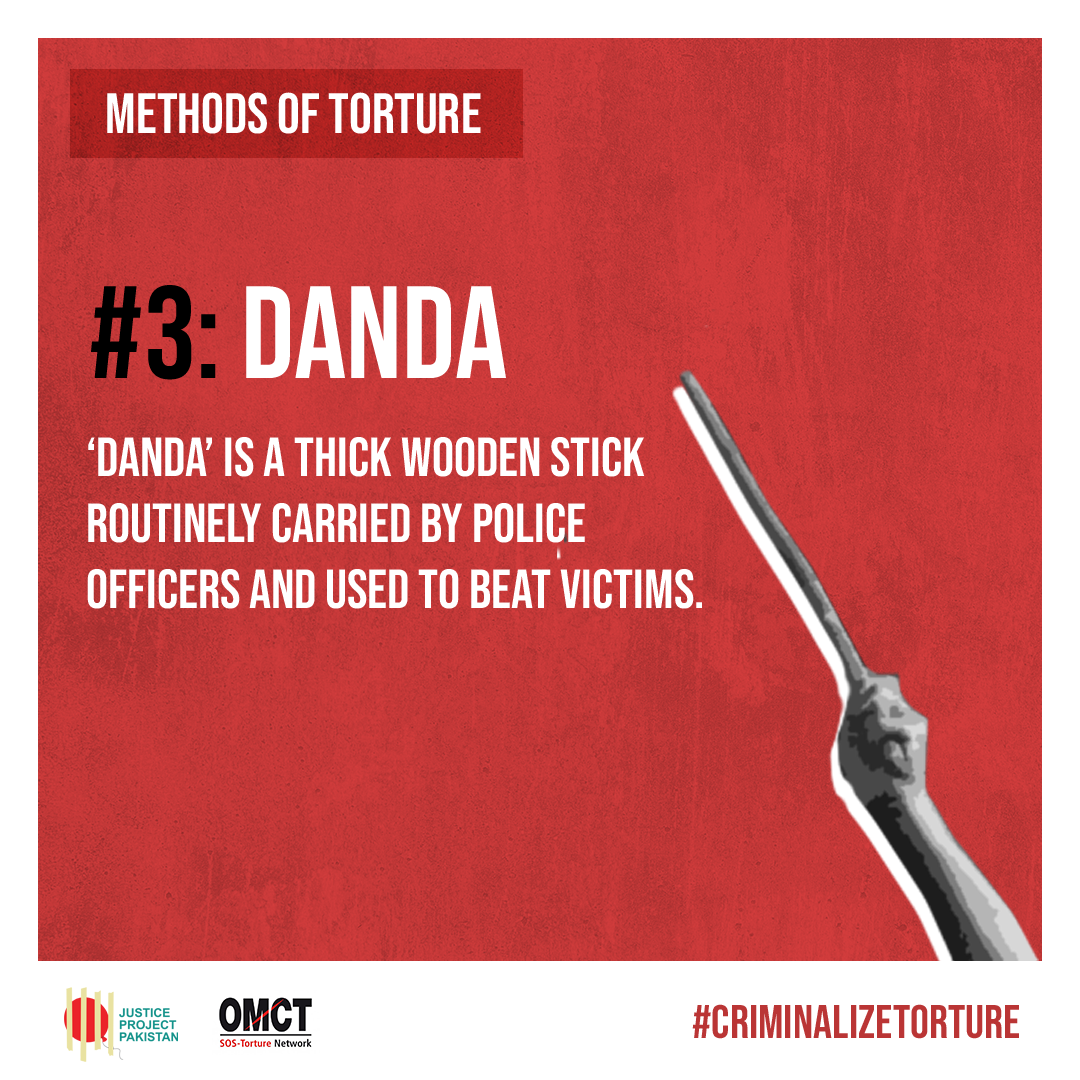 METHODS OF TORTURE
#3: DANDA
‘DANDA’ IS A THICK WOODEN STICK
ROUTINELY CARRIED BY POLICE
OFFICERS AND USED TO BEAT VICTIMS.
JUSTICE
PROJECT
PAKISTAN
OMCT
SOS-Torture Network
#CRIMINALIZETORTURE